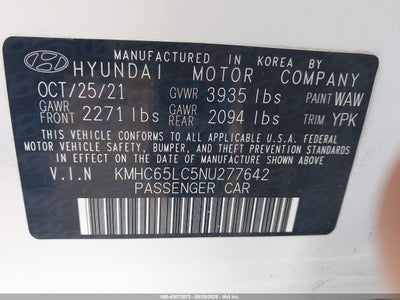 MANUFACTURED IN KOREA BY
HYUNDAI MOTOR COMPANY
OCT/25/21 GVWR 3935 lbs PAINT WAW
GAWR FRONT 2271 lbs GAWR REAR 2094 lbs TRIM YPK
THIS VEHICLE CONFORMS TO ALL APPLICABLE U.S.A. FEDERAL
MOTOR VEHICLE SAFETY, BUMPER, AND THEFT PREVENTION STANDARDS
IN EFFECT ON THE DATE OF MANUFACTURE SHOWN ABOVE.
V.I.N KMHC65LC5NU277642
PASSENGER CAR